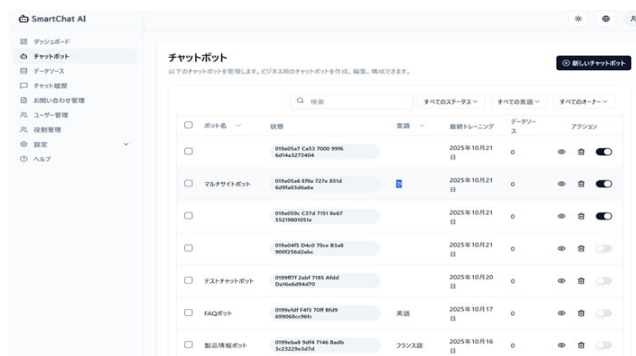 SmartChat AI
ダッシュボード
チャットボット
データソース
チャット履歴
お問い合わせ管理
ユーザー管理
役割管理
設定
ヘルプ
チャットボット
以下のチャットボットを管理します。ビジネス用のチャットボットを作成、編集、構成できます。
新しいチャットボット
検索 すべてのステータス すべての言語 すべてのオーナー
ボット名 状態 言語 最終トレーニング データソー
ス アクション
019a05a7 Ca53 7000 99f6
6d14a3273404
2025年10月21
日
0
マルチサイトボット
019a05a6 Ef9a 727e 851d
6d9fa03d6a6e
で
2025年10月21
日
0
019a059c C37d 7151 8e67
55219801051e
2025年10月21
日
0
019a04f5 D4c0 70ce B3a8
900f256d2abc
2025年10月21
日
0
テストチャットボット
0199ff7f 2abf 7185 Afdd
Da16e6d94d70
2025年10月20
日
0
FAQボット
0199efdf F4f3 70ff Bfd9
699068cc96fc
英語
2025年10月17
日
0
製品情報ボット
0199eba8 9df4 7146 8adb
3c23229e3d7d
フランス語
2025年10月16
日
0